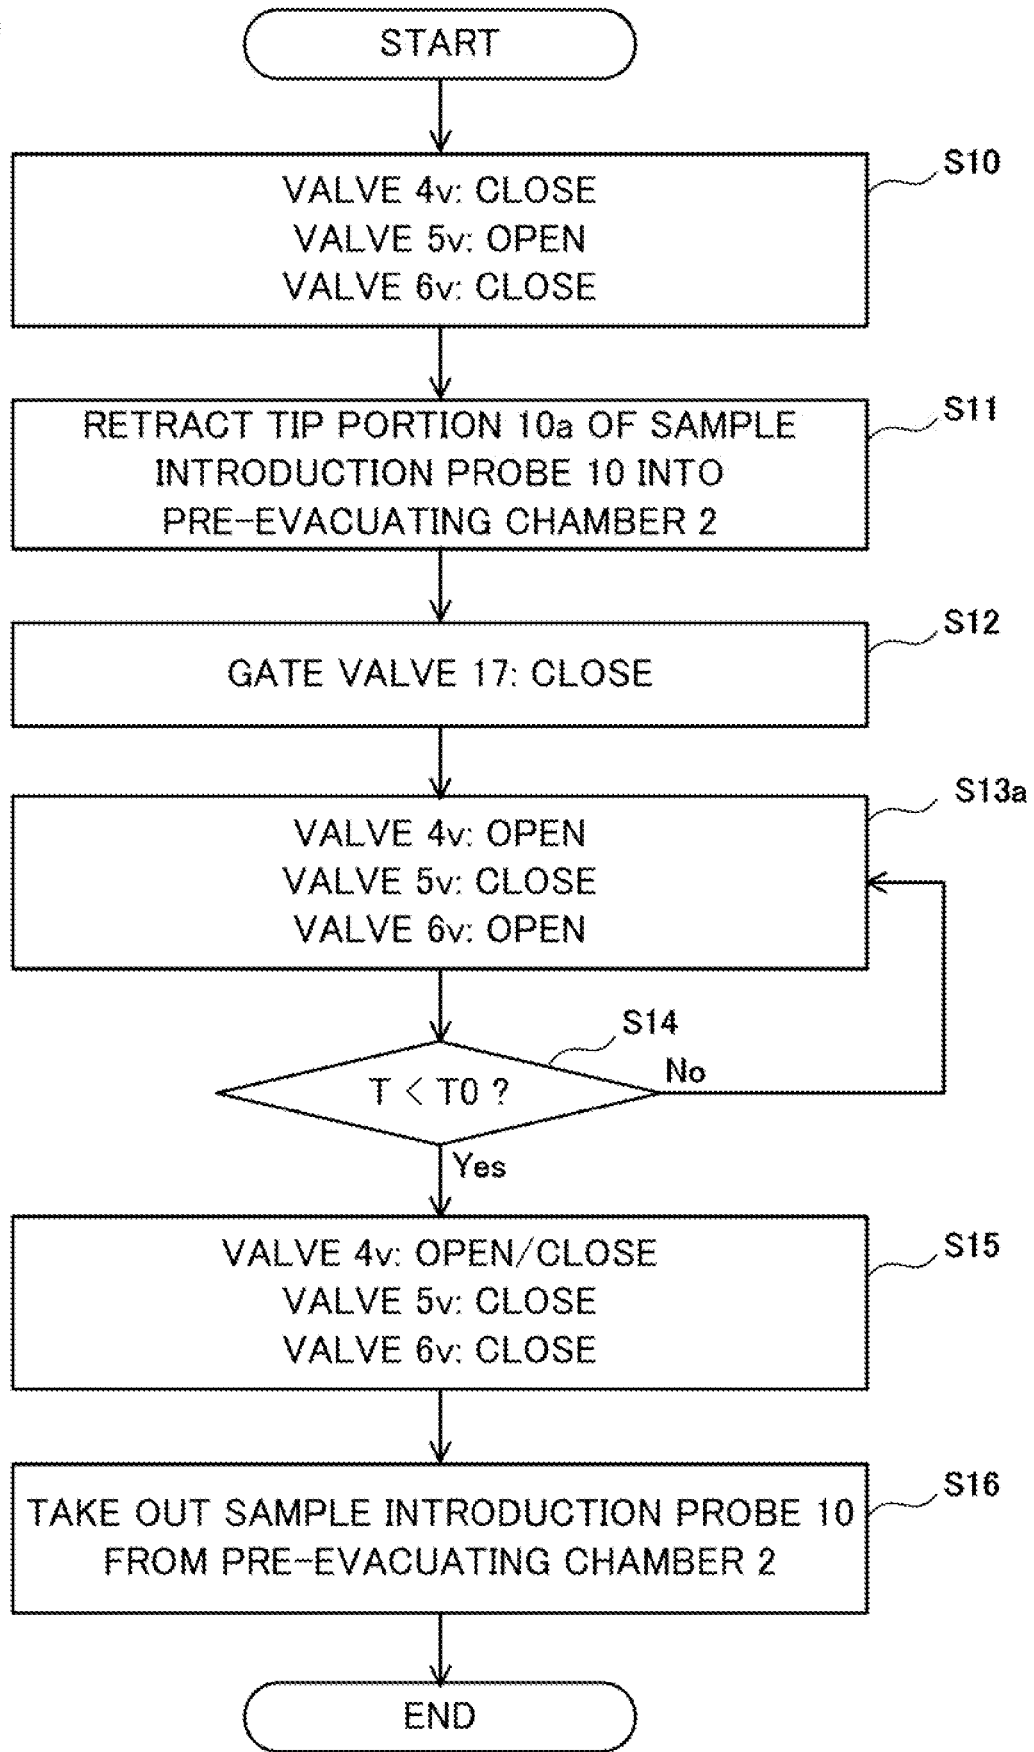 START
S10
VALVE 4v: CLOSE
VALVE 5v: OPEN
VALVE 6v: CLOSE
S11
RETRACT TIP PORTION 10a OF SAMPLE
INTRODUCTION PROBE 10 INTO
PRE-EVACUATING CHAMBER 2
S12
GATE VALVE 17: CLOSE
S13a
VALVE 4v: OPEN
VALVE 5v: CLOSE
VALVE 6v: OPEN
S14
T < T0 ?
No
Yes
S15
VALVE 4v: OPEN/CLOSE
VALVE 5v: CLOSE
VALVE 6v: CLOSE
S16
TAKE OUT SAMPLE INTRODUCTION PROBE 10
FROM PRE-EVACUATING CHAMBER 2
END